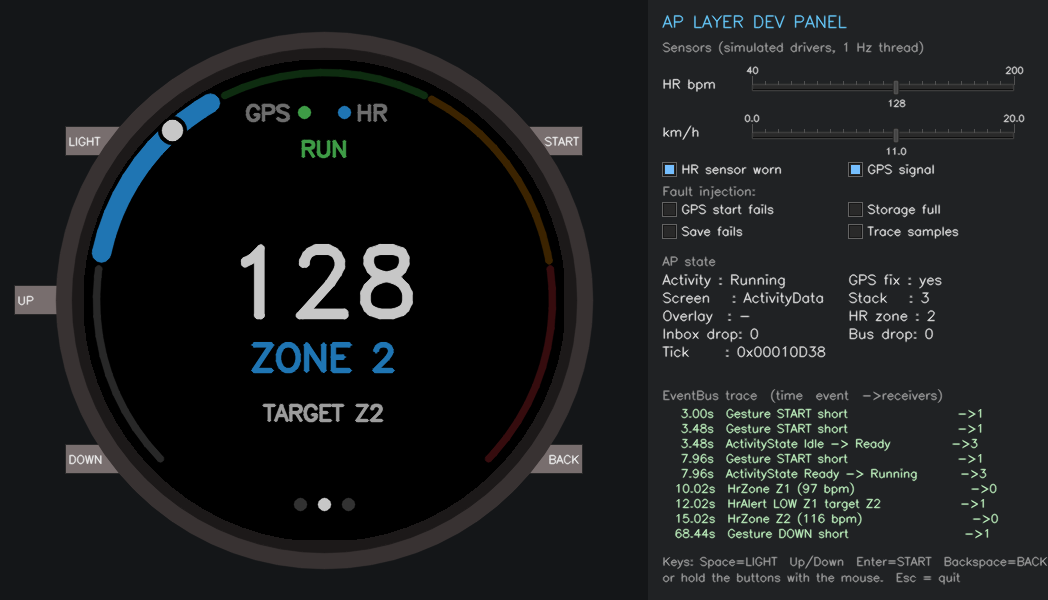 GPS HR
RUN
LIGHT
START
UP
128
ZONE 2
TARGET Z2
DOWN
BACK
AP LAYER DEV PANEL
Sensors (simulated drivers, 1 Hz thread)
40 200
HR bpm
128
0.0 20.0
km/h
11.0
HR sensor worn GPS signal
Fault injection:
GPS start fails Storage full
Save fails Trace samples
AP state
Activity : Running GPS fix : yes
Screen : ActivityData Stack : 3
Overlay : – HR zone : 2
Inbox drop: 0 Bus drop: 0
Tick : 0x00010D38
EventBus trace (time event –>receivers)
3.00s Gesture START short –>1
3.48s Gesture START short –>1
3.48s ActivityState Idle –> Ready –>3
7.96s Gesture START short –>1
7.96s ActivityState Ready –> Running –>3
10.02s HrZone Z1 (97 bpm) –>0
12.02s HrAlert LOW Z1 target Z2 –>1
15.02s HrZone Z2 (116 bpm) –>0
68.44s Gesture DOWN short –>1
Keys: Space=LIGHT Up/Down Enter=START Backspace=BACK
or hold the buttons with the mouse. Esc = quit